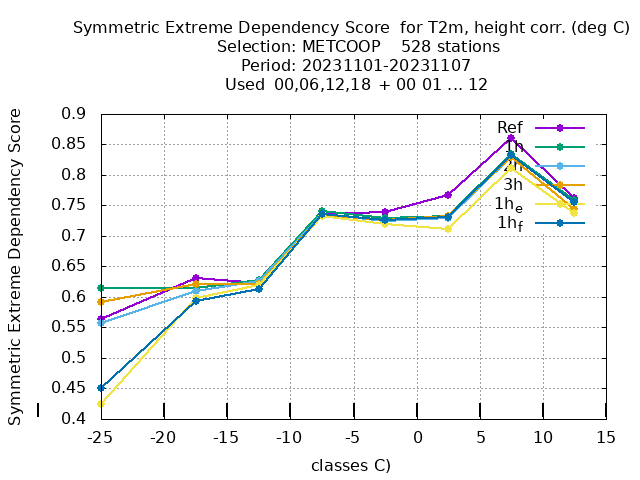 Symmetric Extreme Dependency Score  for T2m, height corr. (deg C)
Selection: METCOOP    528 stations
Period: 20231101-20231107
Used  00,06,12,18 + 00 01 ... 12
Symmetric Extreme Dependency Score
0.9
0.85
0.8
0.75
0.7
0.65
0.6
0.55
0.5
0.45
0.4
Ref
1h
2h
3h
1he
1hf
-25 -20 -15 -10 -5 0 5 10 15
classes C)